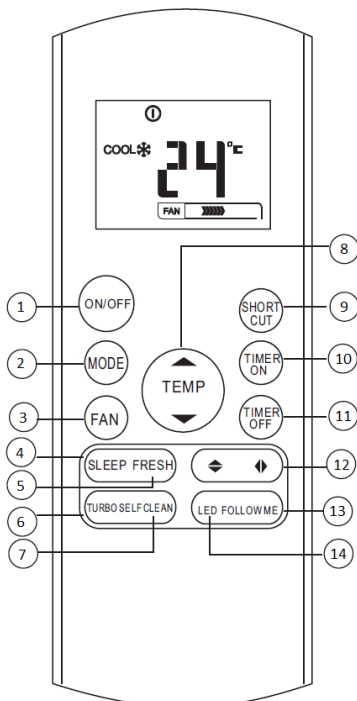 COOL 24°C
FAN
8
1 ON/OFF SHORT CUT 9
2 MODE TEMP TIMER ON 10
3 FAN TIMER OFF 11
4 SLEEP FRESH 12
5
6 TURBO SELF CLEAN LED FOLLOW ME 13
7 14